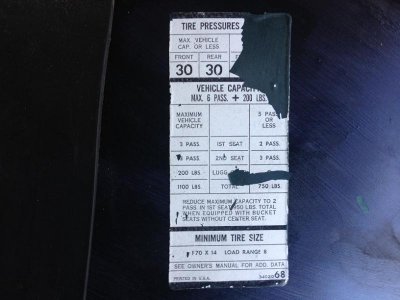 TIRE PRESSURES
MAX. VEHICLE
CAP. OR LESS
FRONT REAR
30 30
VEHICLE CAPACITY
MAX. 6 PASS. + 200 LBS.
MAXIMUM
VEHICLE
CAPACITY
5 PASS
OR
LESS
3 PASS. 1ST SEAT 2 PASS.
PASS. 2ND SEAT 3 PASS.
200 LBS.
1100 LBS. TOTAL 750 LBS.
REDUCE MAXIMUM CAPACITY TO 2
PASS. IN 1ST SEAT 950 LBS. TOTAL
WHEN EQUIPPED WITH BUCKET
SEATS WITHOUT CENTER SEAT.
MINIMUM TIRE SIZE
F70 X 14 LOAD RANGE B
SEE OWNER'S MANUAL FOR ADD. DATA
PRINTED IN U.S.A. 68